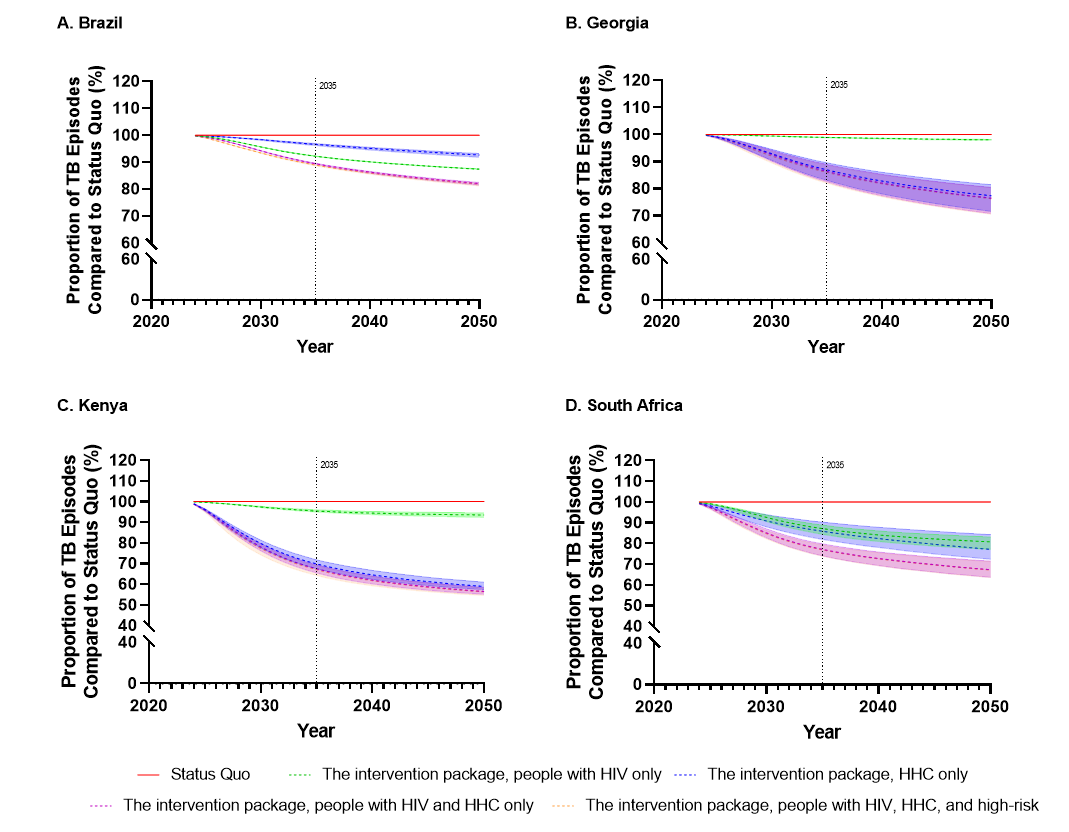 A. Brazil
Proportion of TB Episodes
Compared to Status Quo (%)
120
110
100
90
80
70
60
60
0
2035
2020
2030
2040
2050
Year
B. Georgia
Proportion of TB Episodes
Compared to Status Quo (%)
120
110
100
90
80
70
60
60
0
2035
2020
2030
2040
2050
Year
C. Kenya
Proportion of TB Episodes
Compared to Status Quo (%)
120
110
100
90
80
70
60
50
40
40
0
2035
2020
2030
2040
2050
Year
D. South Africa
Proportion of TB Episodes
Compared to Status Quo (%)
120
110
100
90
80
70
60
50
40
40
0
2035
2020
2030
2040
2050
Year
Status Quo
The intervention package, people with HIV only
The intervention package, HHC only
The intervention package, people with HIV and HHC only
The intervention package, people with HIV, HHC, and high-risk